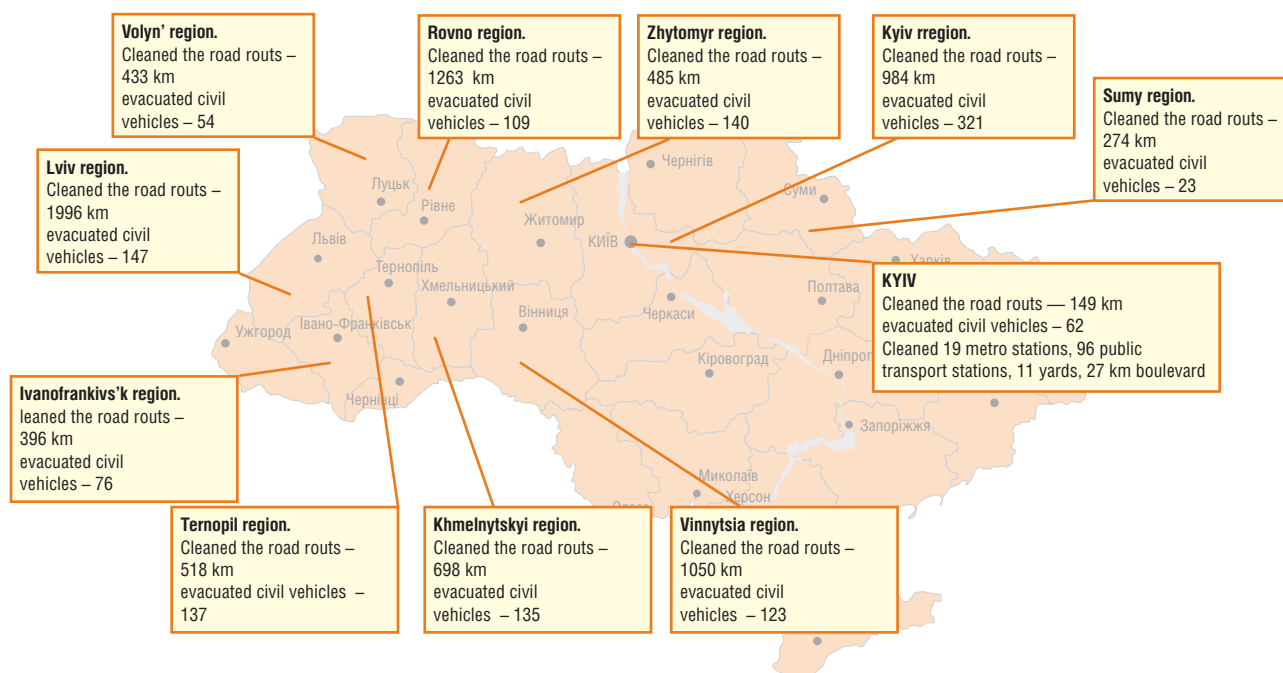 Volyn’ region.
Cleaned the road routs –
433 km
evacuated civil
vehicles – 54
Rovno region.
Cleaned the road routs –
1263 km
evacuated civil
vehicles – 109
Zhytomyr region.
Cleaned the road routs –
485 km
evacuated civil
vehicles – 140
Kyiv rregion.
Cleaned the road routs –
984 km
evacuated civil
vehicles – 321
Sumy region.
Cleaned the road routs –
274 km
evacuated civil
vehicles – 23
Lviv region.
Cleaned the road routs –
1996 km
evacuated civil
vehicles – 147
KYIV
Cleaned the road routs — 149 km
evacuated civil vehicles – 62
Cleaned 19 metro stations, 96 public
transport stations, 11 yards, 27 km boulevard
Ivanofrankivs’k region.
leaned the road routs –
396 km
evacuated civil
vehicles – 76
Ternopil region.
Cleaned the road routs –
518 km
evacuated civil vehicles –
137
Khmelnytskyi region.
Cleaned the road routs –
698 km
evacuated civil
vehicles – 135
Vinnytsia region.
Cleaned the road routs –
1050 km
evacuated civil
vehicles – 123
Чернігів
Луцьк
Суми
Рівне
Житомир
КИЇВ
Львів
Харків
Тернопіль
Хмельницький
Полтава
Черкаси
Вінниця
Ужгород
Івано-Франківськ
Кіровоград
Чернівці
Запоріжжя
Миколаїв
Херсон